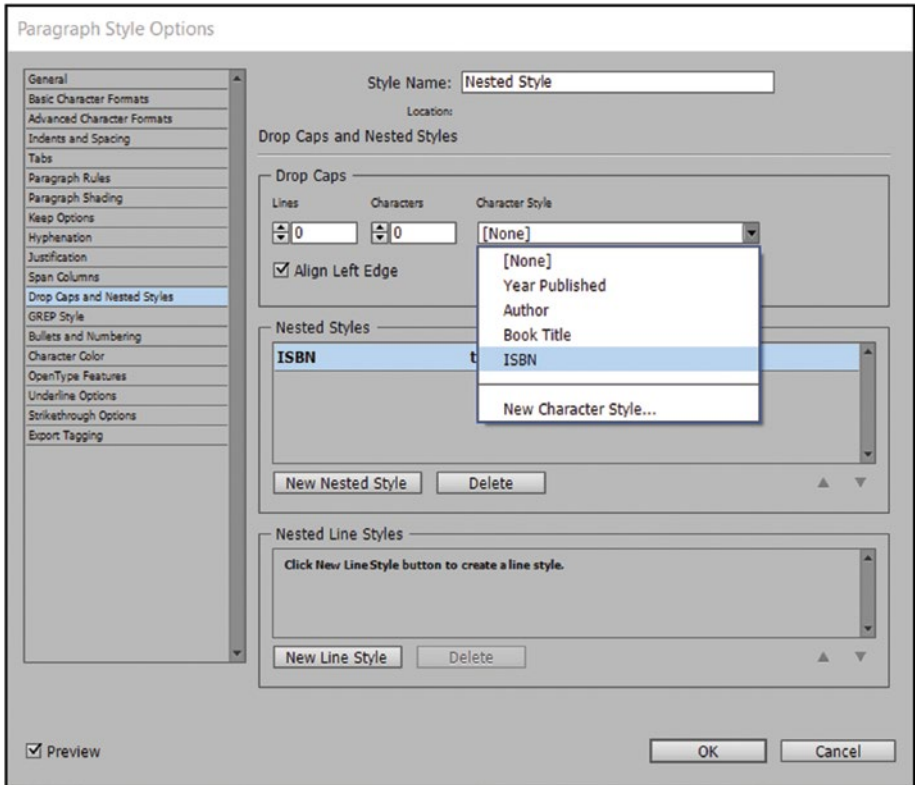 Paragraph Style Options
General
Basic Character Formats
Advanced Character Formats
Indents and Spacing
Tabs
Paragraph Rules
Paragraph Shading
Keep Options
Hyphenation
Justification
Span Columns
Drop Caps and Nested Styles
GREP Style
Bullets and Numbering
Character Color
OpenType Features
Underline Options
Strikethrough Options
Export Tagging
Style Name: Nested Style
Location:
Drop Caps and Nested Styles
Drop Caps
Lines Characters Character Style
0 0 [None]
Align Left Edge
[None]
Year Published
Author
Book Title
ISBN
New Character Style...
Nested Styles
ISBN t
New Nested Style Delete
Nested Line Styles
Click New Line Style button to create a line style.
New Line Style Delete
Preview OK Cancel